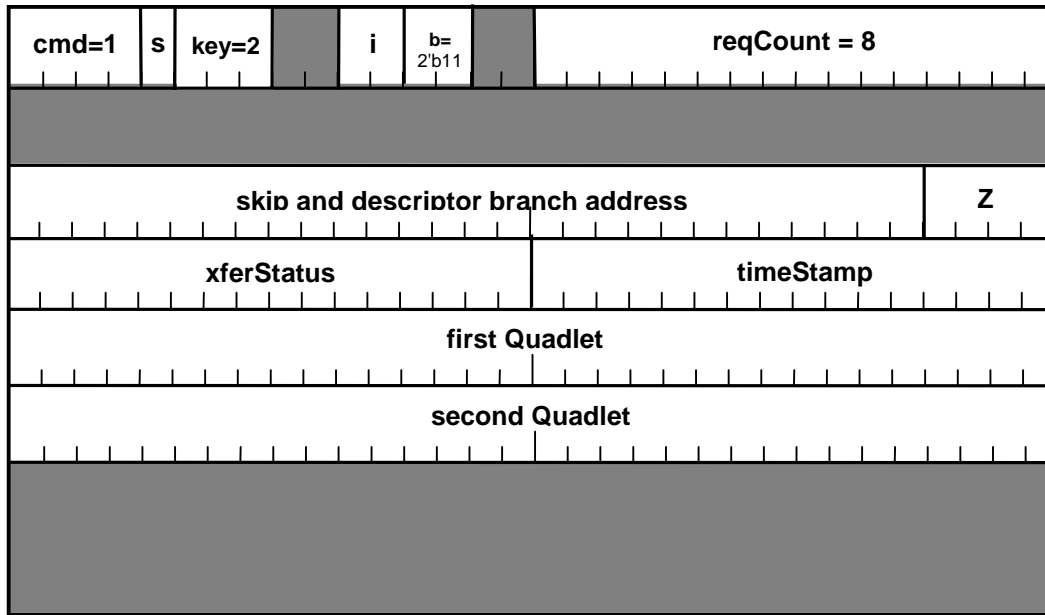 cmd=1 s key=2 i b= 2'b11 reqCount = 8
skip and descriptor branch address Z
xferStatus timeStamp
first Quadlet
second Quadlet